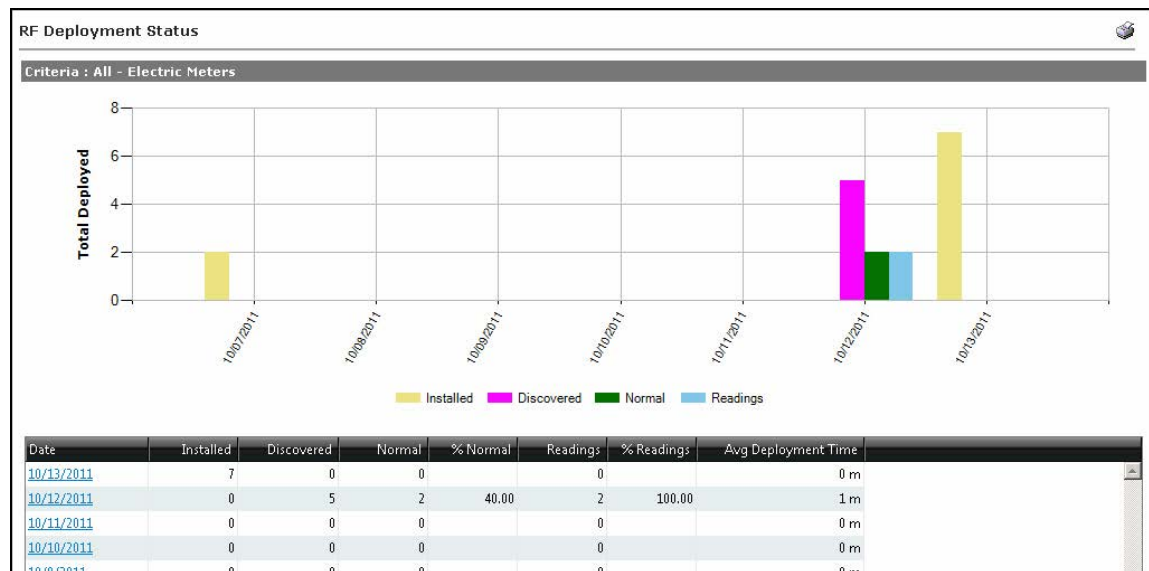 RF Deployment Status
Criteria : All - Electric Meters
Total Deployed
8
6
4
2
0
10/07/2011
10/08/2011
10/09/2011
10/10/2011
10/11/2011
10/12/2011
10/13/2011
Installed Discovered Normal Readings
Date Installed Discovered Normal % Normal Readings % Readings Avg Deployment Time
10/13/2011 7 0 0 0 0 m
10/12/2011 0 5 2 40.00 2 100.00 1 m
10/11/2011 0 0 0 0 0 m
10/10/2011 0 0 0 0 0 m